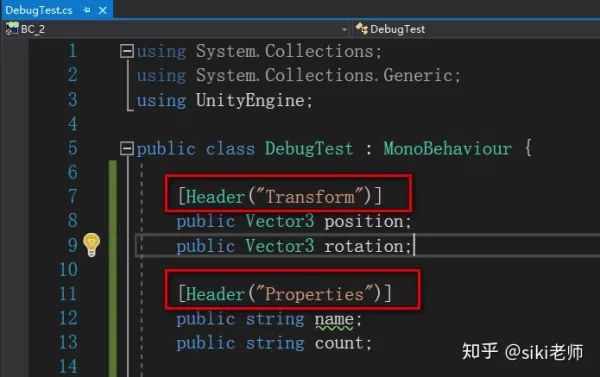 DebugTest.cs
BC_2 DebugTest
1 using System.Collections;
2 using System.Collections.Generic;
3 using UnityEngine;
4
5 public class DebugTest : MonoBehaviour {
6
7 [Header("Transform")]
8 public Vector3 position;
9 public Vector3 rotation;
10
11 [Header("Properties")]
12 public string name;
13 public string count;
14
知乎 @siki老师